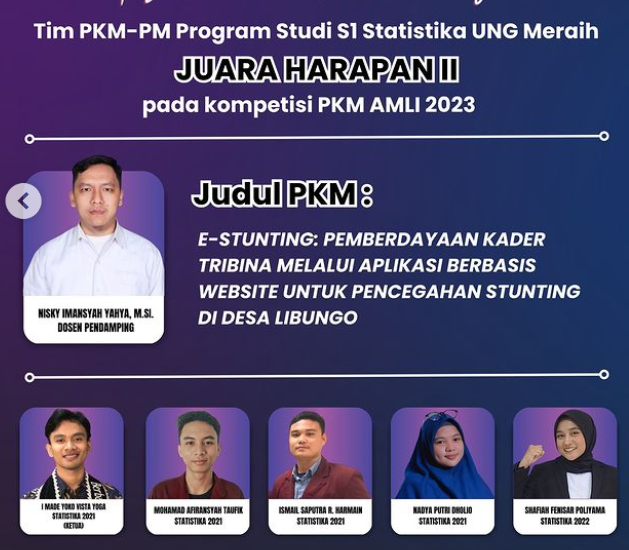 Tim PKM-PM Program Studi S1 Statistika UNG Meraih
JUARA HARAPAN II
pada kompetisi PKM AMLI 2023
Judul PKM :
E-STUNTING: PEMBERDAYAAN KADER
TRIBINA MELALUI APLIKASI BERBASIS
WEBSITE UNTUK PENCEGAHAN STUNTING
DI DESA LIBUNGO
NISKY IMANSYAH YAHYA, M.SI.
DOSEN PENDAMPING
I MADE YOKO VISTA YOGA
STATISTIKA 2021
(KETUA)
MOHAMAD AFIRANSYAH TAUFIK
STATISTIKA 2021
ISMAIL SAPUTRA R. HARMAIN
STATISTIKA 2021
NADYA PUTRI DHOLIO
STATISTIKA 2021
SHAFIAH FENISAR POLIYAMA
STATISTIKA 2022